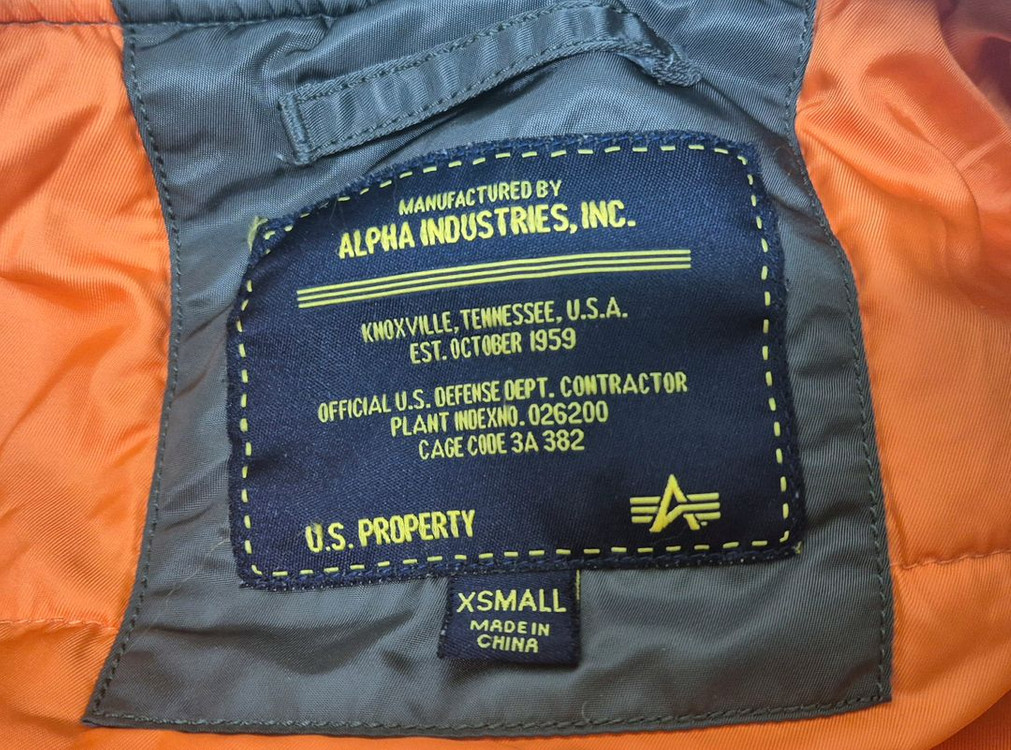 MANUFACTURED BY
ALPHA INDUSTRIES, INC.
KNOXVILLE, TENNESSEE, U.S.A.
EST. OCTOBER 1959
OFFICIAL U.S. DEFENSE DEPT. CONTRACTOR
PLANT INDEXNO. 026200
CAGE CODE 3A 382
U.S. PROPERTY
A
XSMALL
MADE IN
CHINA